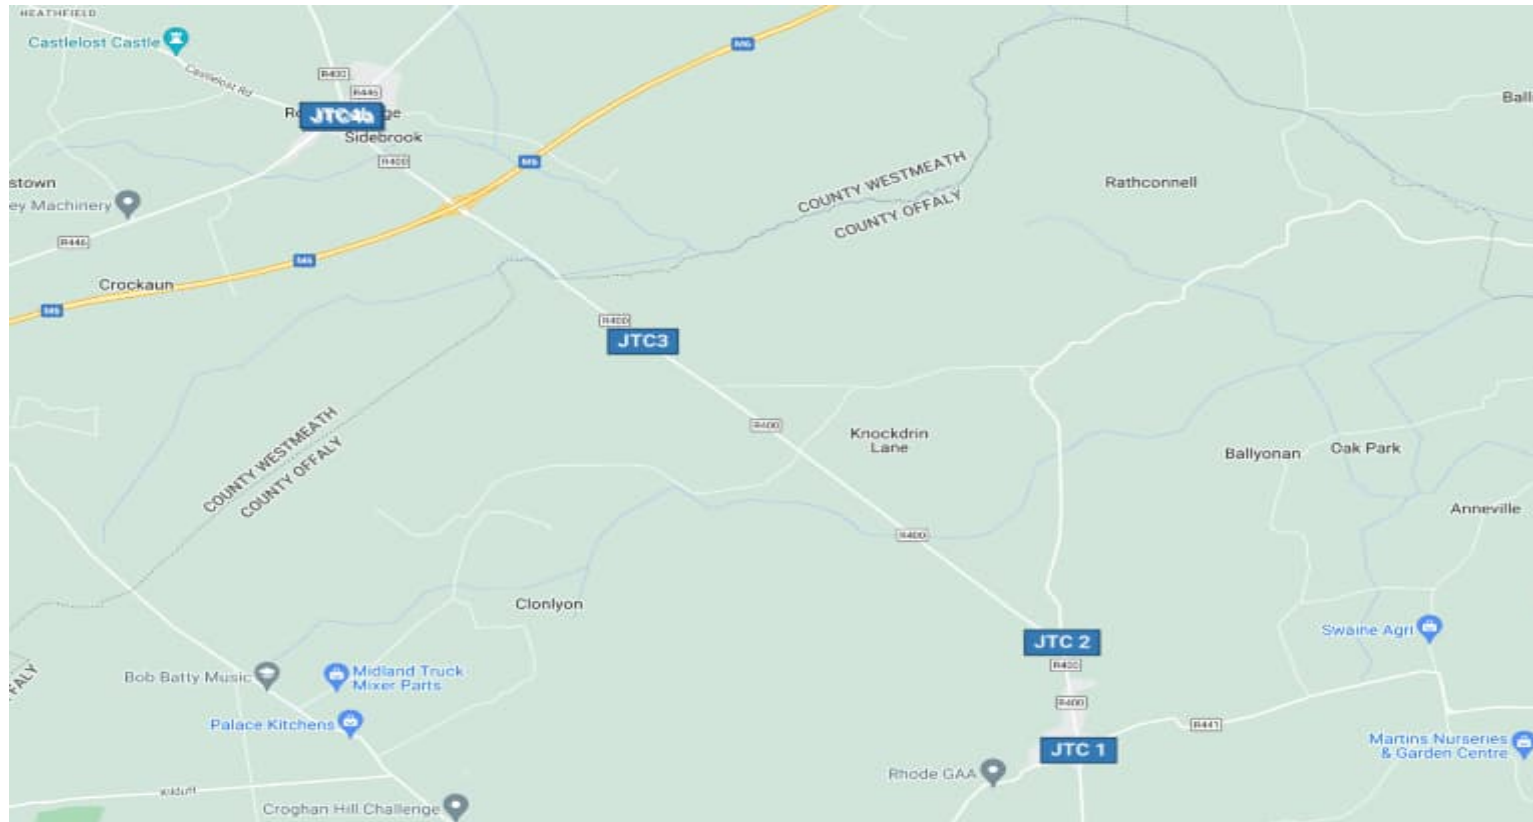 HEATHFIELD
Castlelost Castle
Castlelost Rd
M6
R400
R446
JTC4b
ge
Sidebrook
R400
M6
Ball
stown
ey Machinery
R446
COUNTY WESTMEATH
COUNTY OFFALY
Rathconnell
M6
Crockaun
M6
R400
JTC3
R400
Knockdrin
Lane
COUNTY WESTMEATH
COUNTY OFFALY
Ballyonan
Oak Park
Anneville
R400
Clonlyon
Swaine Agri
JTC 2
R400
FALY
Bob Batty Music
Midland Truck
Mixer Parts
R400
Palace Kitchens
R441
JTC 1
Martins Nurseries
& Garden Centre
Rhode GAA
Kilduff
Croghan Hill Challenge